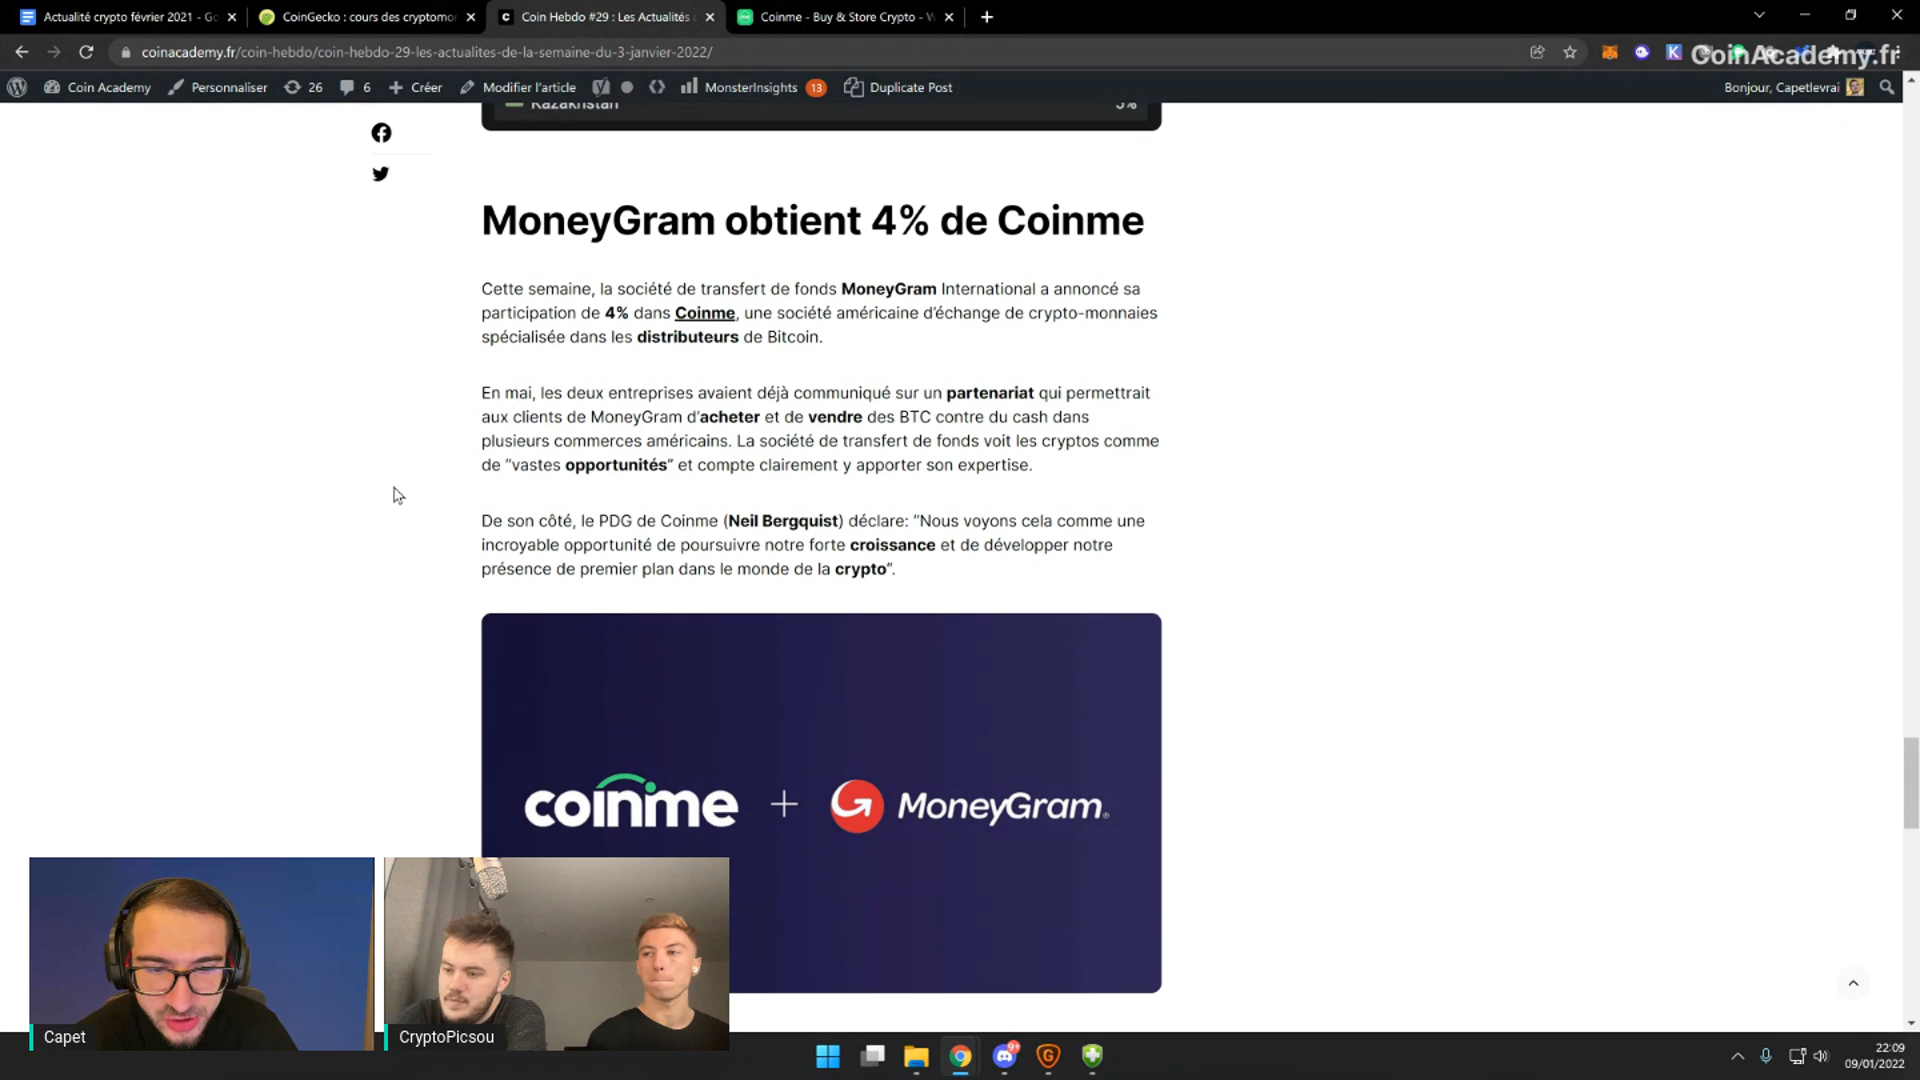 Actualité crypto février 2021 - Go
CoinGecko : cours des cryptomon
Coin Hebdo #29 : Les Actualités
Coinme - Buy & Store Crypto -
coinacademy.fr/coin-hebdo/coin-hebdo-29-les-actualites-de-la-semaine-du-3-janvier-2022/
CoinAcademy.fr
Coin Academy
Personnaliser
26
6
Créer
Modifier l'article
MonsterInsights
13
Duplicate Post
Bonjour, Capetlevrai
Kazakhstan
5%
MoneyGram obtient 4% de Coinme
Cette semaine, la société de transfert de fonds MoneyGram International a annoncé sa
participation de 4% dans Coinme, une société américaine d'échange de crypto-monnaies
spécialisée dans les distributeurs de Bitcoin.
En mai, les deux entreprises avaient déjà communiqué sur un partenariat qui permettrait
aux clients de MoneyGram d'acheter et de vendre des BTC contre du cash dans
plusieurs commerces américains. La société de transfert de fonds voit les cryptos comme
de "vastes opportunités" et compte clairement y apporter son expertise.
De son côté, le PDG de Coinme (Neil Bergquist) déclare: "Nous voyons cela comme une
incroyable opportunité de poursuivre notre forte croissance et de développer notre
présence de premier plan dans le monde de la crypto".
coinme + MoneyGram®
Capet
CryptoPicsou
9+
22:09
09/01/2022